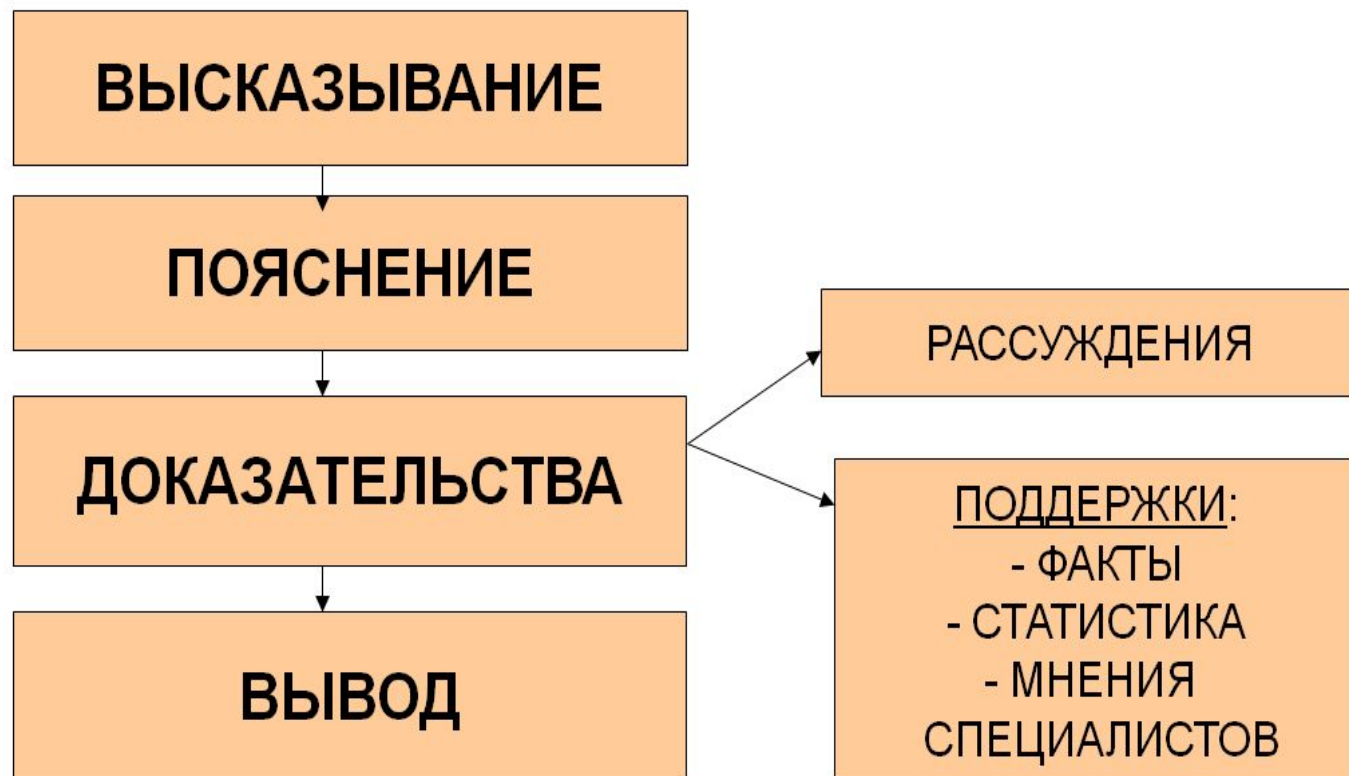 ВЫСКАЗЫВАНИЕ
ПОЯСНЕНИЕ
ДОКАЗАТЕЛЬСТВА
ВЫВОД
РАССУЖДЕНИЯ
ПОДДЕРЖКИ:
- ФАКТЫ
- СТАТИСТИКА
- МНЕНИЯ
СПЕЦИАЛИСТОВ